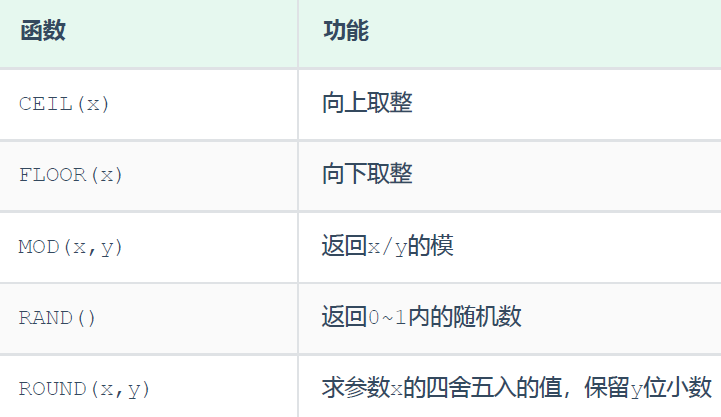 函数 功能
CEIL(x) 向上取整
FLOOR(x) 向下取整
MOD(x,y) 返回x/y的模
RAND() 返回0~1内的随机数
ROUND(x,y) 求参数x的四舍五入的值，保留y位小数